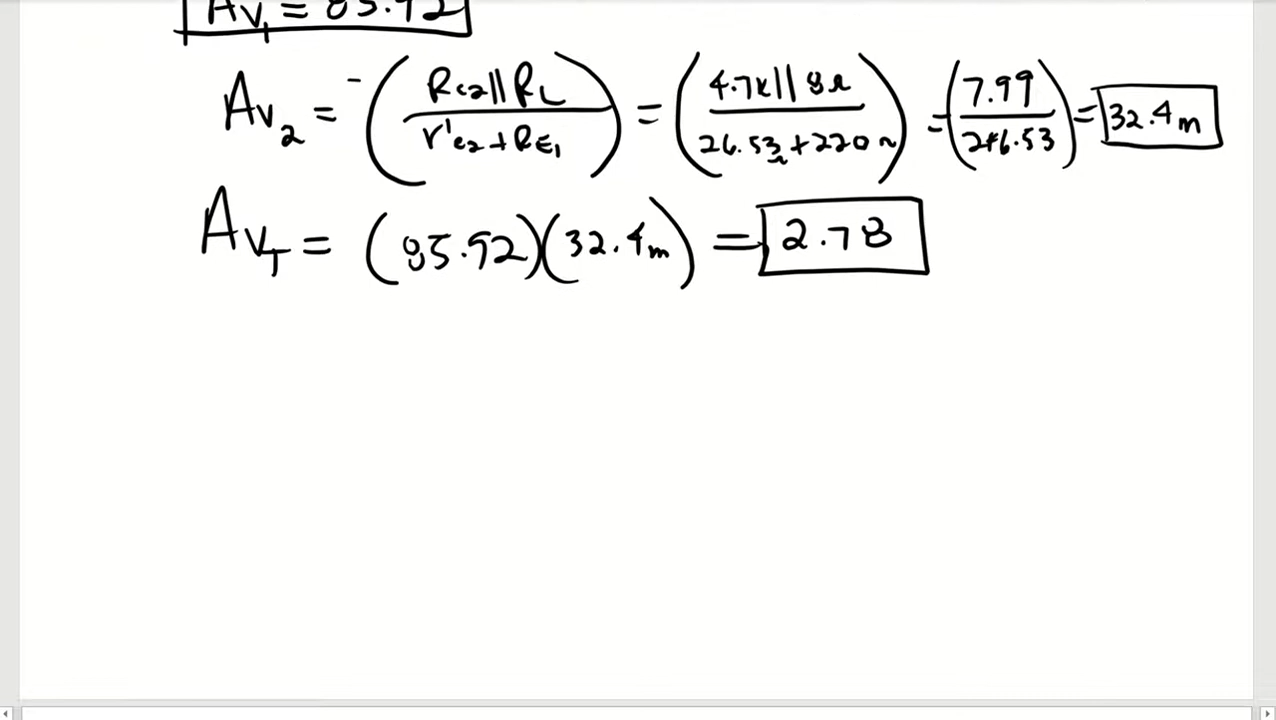 Av₁ = 85.92
Av₂ = -(Rc2||RL / r'e2+RE1) = (4.7k||8Ω / 26.53Ω+220Ω) = (7.99 / 246.53) = 32.4m
AvT = (85.92)(32.4m) = 2.78